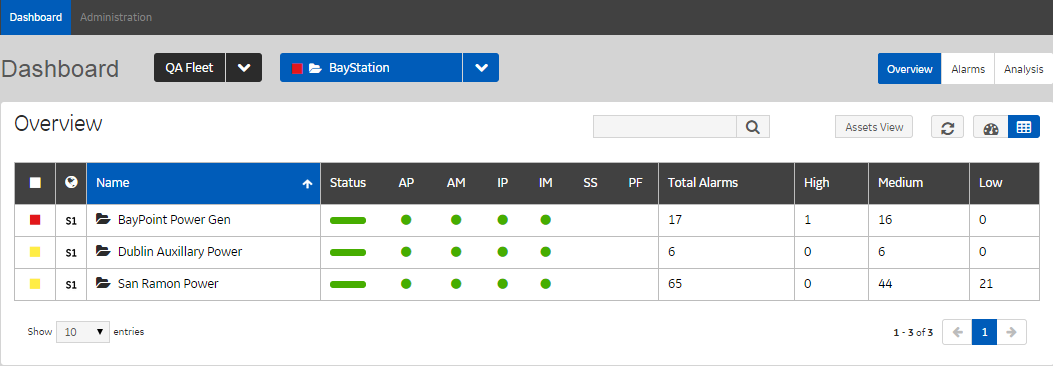 Dashboard Administration
Dashboard QA Fleet BayStation Overview Alarms Analysis
Overview Assets View
Name Status AP AM IP IM SS PF Total Alarms High Medium Low
S1 BayPoint Power Gen 17 1 16 0
S1 Dublin Auxillary Power 6 0 6 0
S1 San Ramon Power 65 0 44 21
Show 10 entries 1 - 3 of 3 1